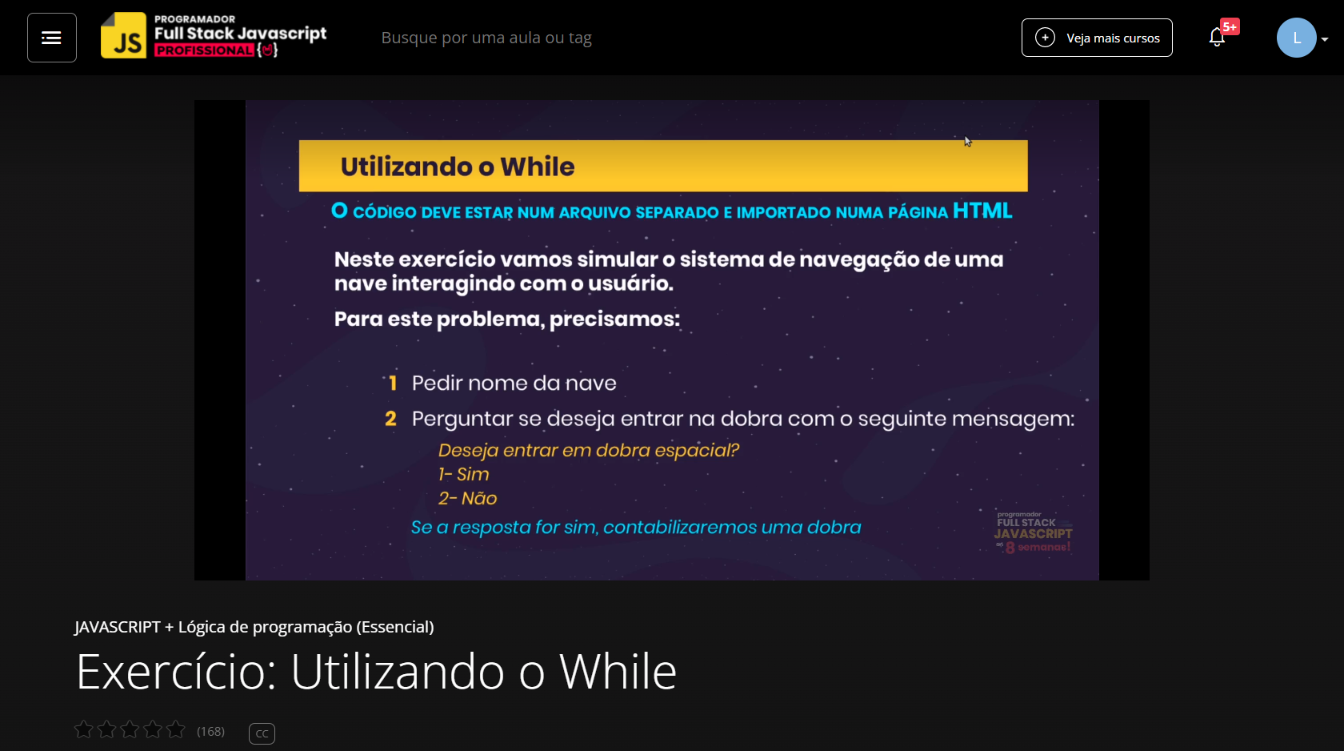 PROGRAMADOR
JS Full Stack Javascript
PROFISSIONAL
Busque por uma aula ou tag
Veja mais cursos
5+
L
Utilizando o While
O CÓDIGO DEVE ESTAR NUM ARQUIVO SEPARADO E IMPORTADO NUMA PÁGINA HTML
Neste exercício vamos simular o sistema de navegação de uma
nave interagindo com o usuário.
Para este problema, precisamos:
1 Pedir nome da nave
2 Perguntar se deseja entrar na dobra com o seguinte mensagem:
Deseja entrar em dobra espacial?
1- Sim
2- Não
Se a resposta for sim, contabilizaremos uma dobra
programador
FULL STACK
JAVASCRIPT
8 semanas!
JAVASCRIPT + Lógica de programação (Essencial)
Exercício: Utilizando o While
(168)
CC